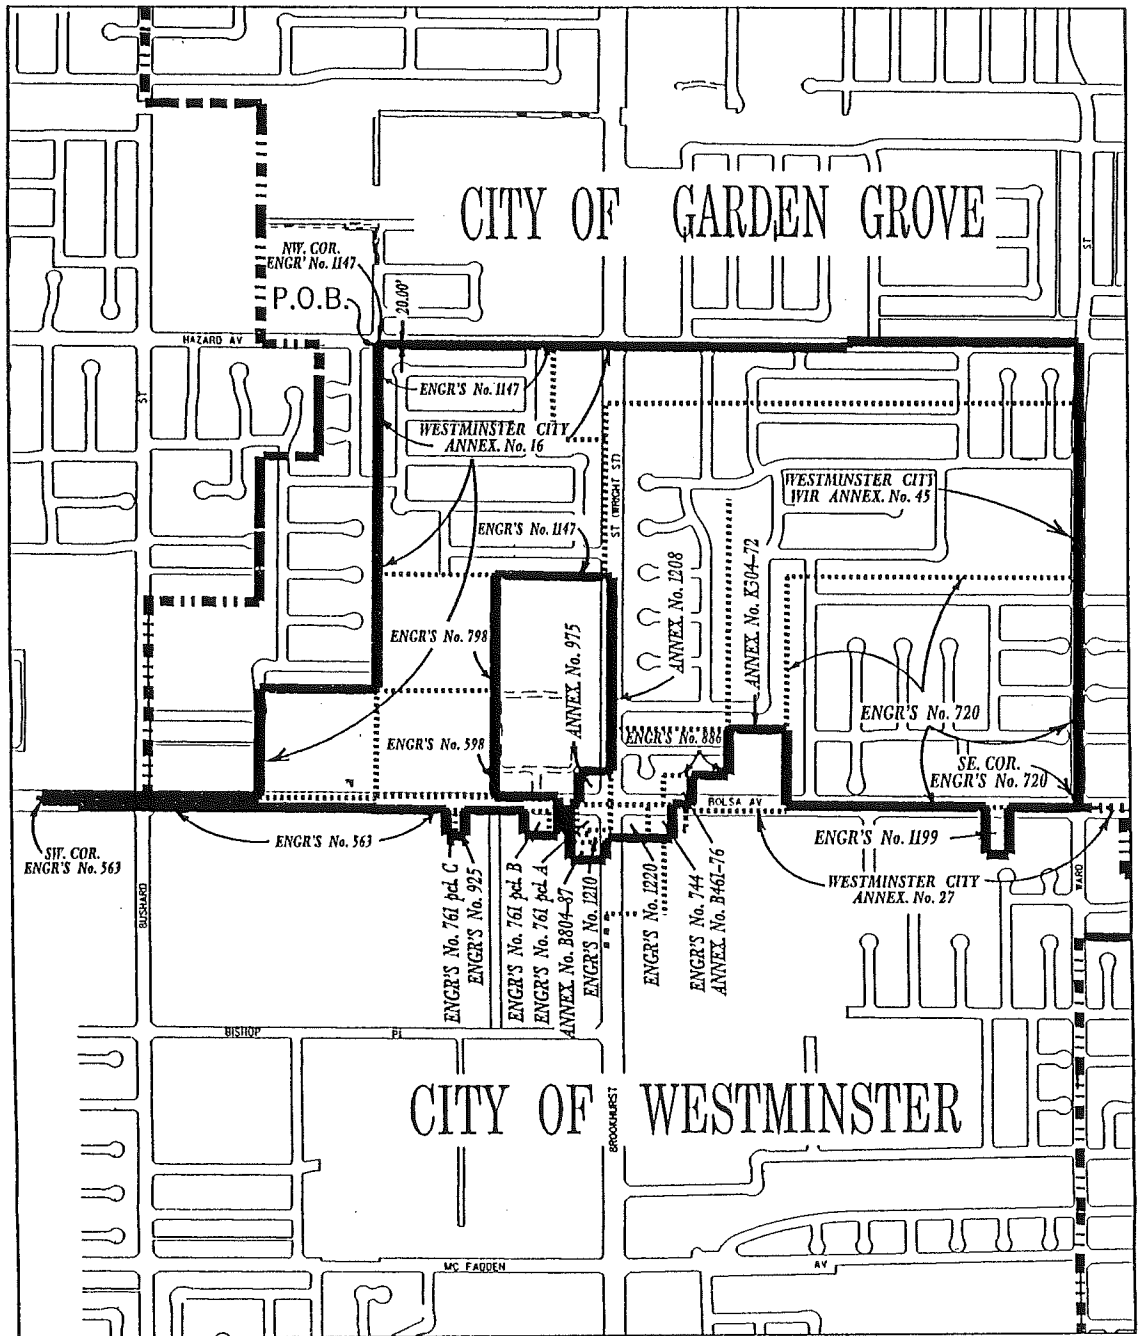 CITY OF GARDEN GROVE
NW. COR.
ENGR' No. 1147
P.O.B.
20.00'
ST
HAZARD AV
ST
ENGR'S No. 1147
WESTMINSTER CITY
ANNEX. No. 16
ST (WRIGHT ST)
WESTMINSTER CITY
WIR ANNEX. No. 45
ENGR'S No. 1147
ANNEX. No. 1208
ANNEX. No. K304-72
ENGR'S No. 798
ANNEX. No. 975
ENGR'S No. 720
ENGR'S No. 598
ENGR'S No. 886
SE. COR.
ENGR'S No. 720
BOLSA AV
SW. COR.
ENGR'S No. 563
ENGR'S No. 563
ENGR'S No. 1199
WESTMINSTER CITY
ANNEX. No. 27
BUSHARD
WARD
ENGR'S No. 761 pcl. C
ENGR'S No. 925
ENGR'S No. 761 pcl. B
ENGR'S No. 761 pcl. A
ANNEX. No. B804-87
ENGR'S No. 1210
ENGR'S No. 1220
ENGR'S No. 744
ANNEX. No. B461-76
BISHOP PL
CITY OF WESTMINSTER
BROOKHURST
MC FADDEN AV